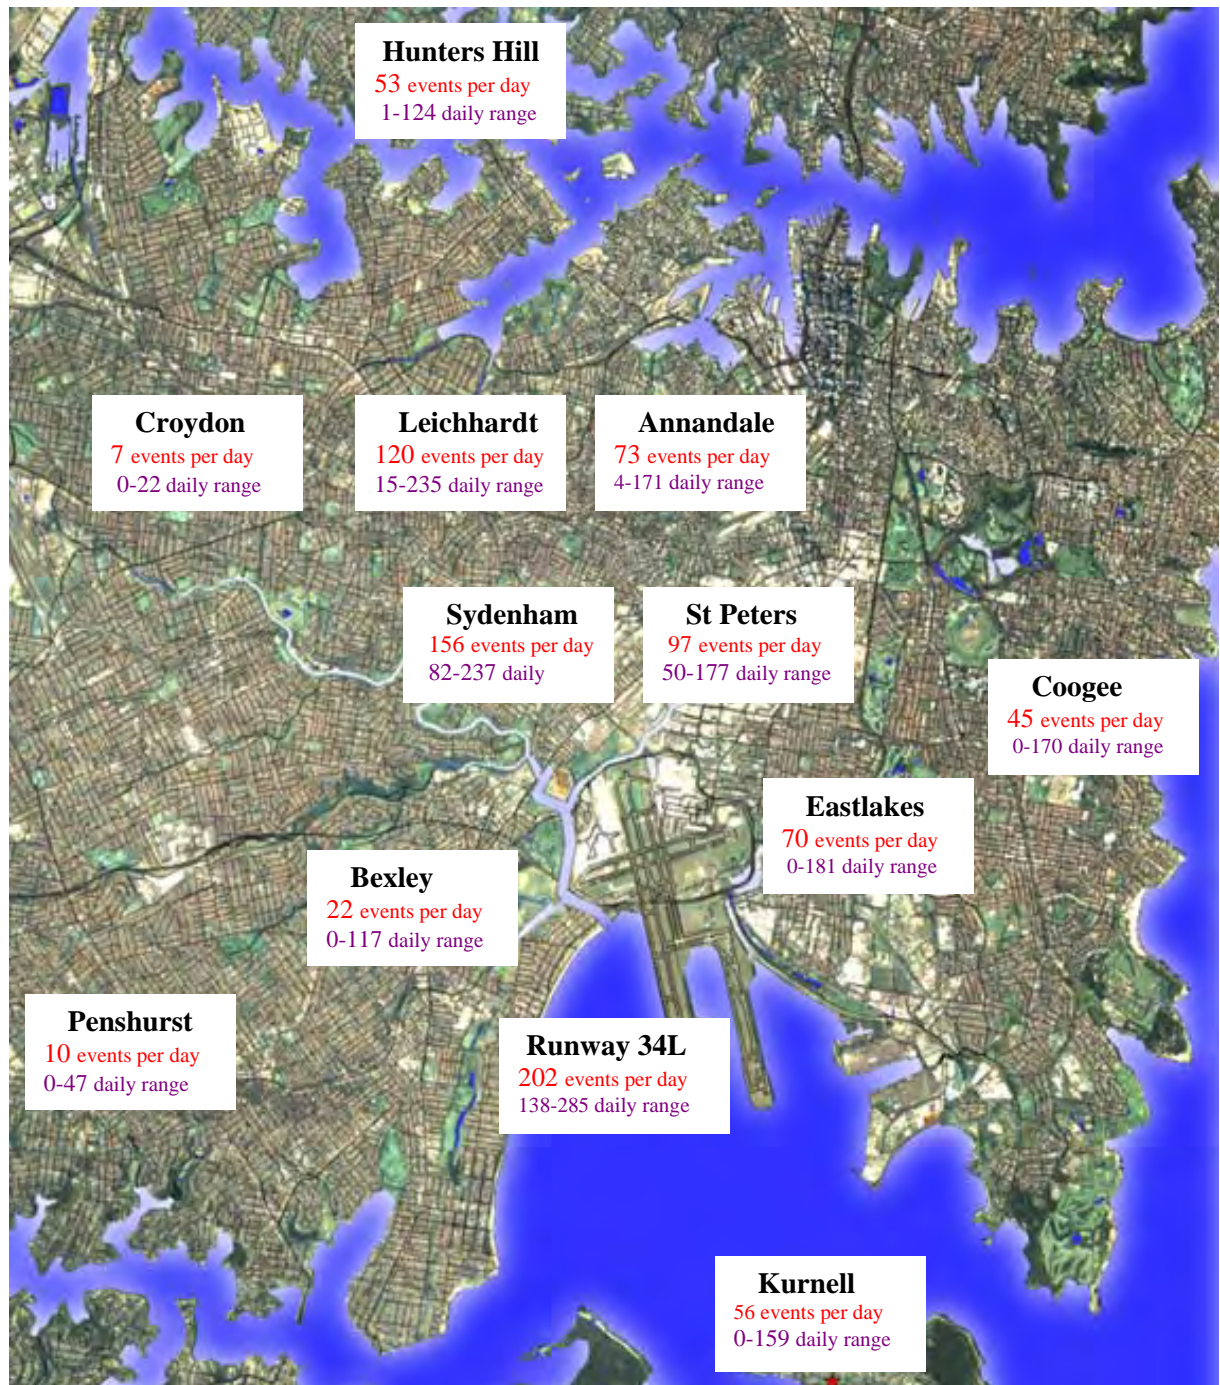 Hunters Hill
53 events per day
1-124 daily range
Croydon
7 events per day
0-22 daily range
Leichhardt
120 events per day
15-235 daily range
Annandale
73 events per day
4-171 daily range
Sydenham
156 events per day
82-237 daily
St Peters
97 events per day
50-177 daily range
Coogee
45 events per day
0-170 daily range
Eastlakes
70 events per day
0-181 daily range
Bexley
22 events per day
0-117 daily range
Penshurst
10 events per day
0-47 daily range
Runway 34L
202 events per day
138-285 daily range
Kurnell
56 events per day
0-159 daily range